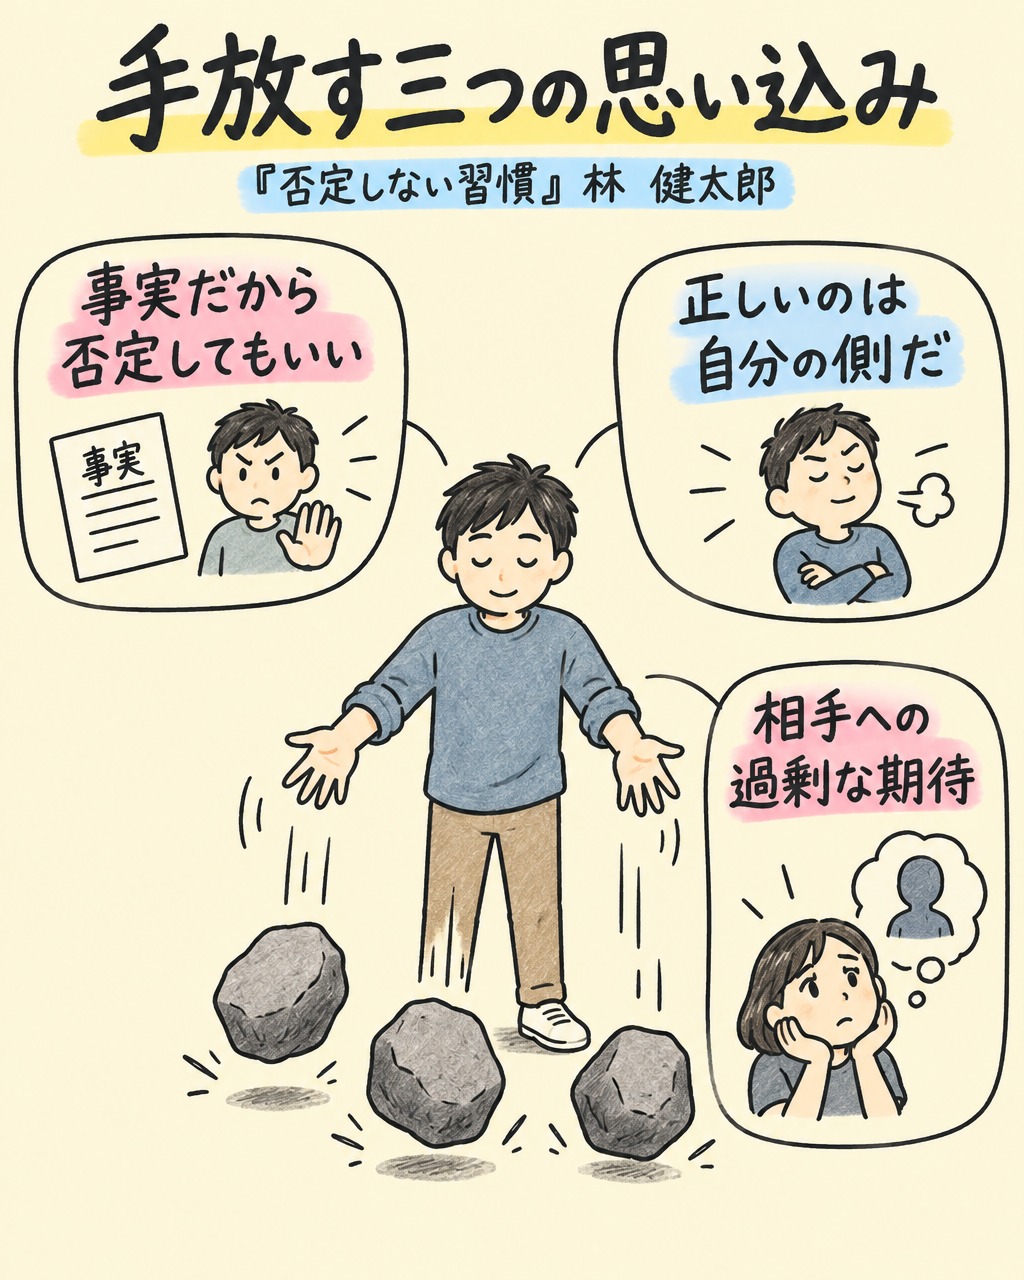 手放す三つの思い込み
『否定しない習慣』林 健太郎
事実だから
否定してもいい
事実
正しいのは
自分の側だ
相手への
過剰な期待